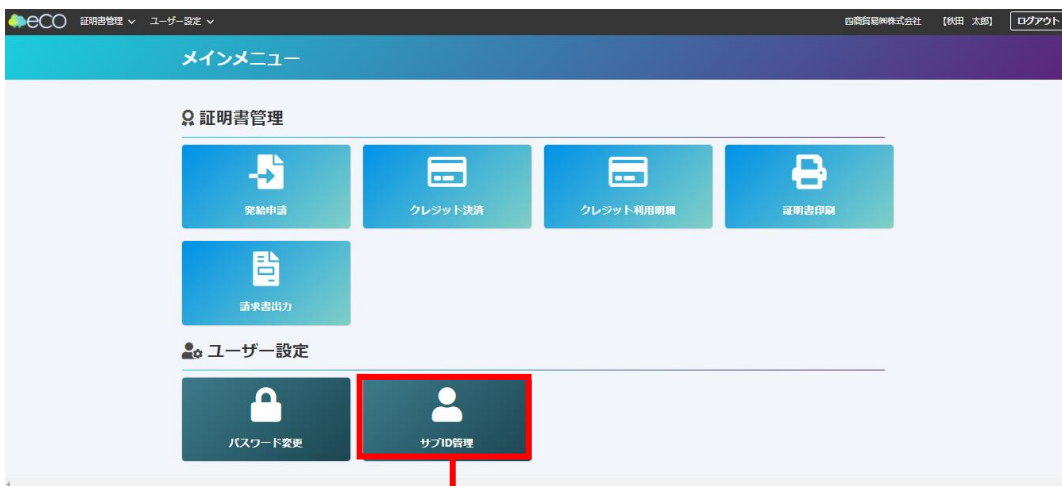 eCO 証明書管理 ユーザー設定 四商貿易㈱株式会社 【秋田 太郎】 ログアウト
メインメニュー
証明書管理
発給申請 クレジット決済 クレジット利用明細 証明書印刷
請求書出力
ユーザー設定
パスワード変更 サブID管理